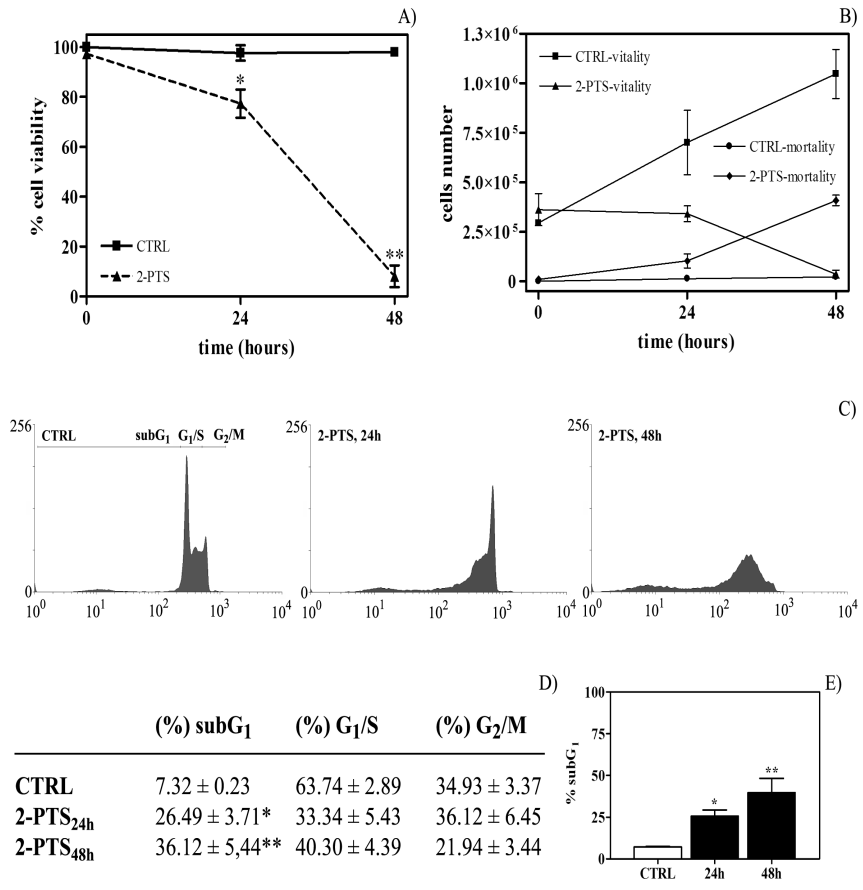 A)
100
80
60
40
20
0
% cell viability
*
**
CTRL
2-PTS
0 24 48
time (hours)
B)
1.3×10⁶
1.0×10⁶
7.5×10⁵
5.0×10⁵
2.5×10⁵
0
cells number
CTRL-vitality
2-PTS-vitality
CTRL-mortality
2-PTS-mortality
0 24 48
time (hours)
C)
256
CTRL subG₁ G₁/S G₂/M
0
10⁰ 10¹ 10² 10³ 10⁴
256
2-PTS, 24h
0
10⁰ 10¹ 10² 10³ 10⁴
256
2-PTS, 48h
0
10⁰ 10¹ 10² 10³ 10⁴
D)
(%) subG₁ (%) G₁/S (%) G₂/M
CTRL 7.32 ± 0.23 63.74 ± 2.89 34.93 ± 3.37
2-PTS₂₄ₕ 26.49 ± 3.71* 33.34 ± 5.43 36.12 ± 6.45
2-PTS₄₈ₕ 36.12 ± 5,44** 40.30 ± 4.39 21.94 ± 3.44
E)
100
75
50
25
0
% subG₁
*
**
CTRL 24h 48h